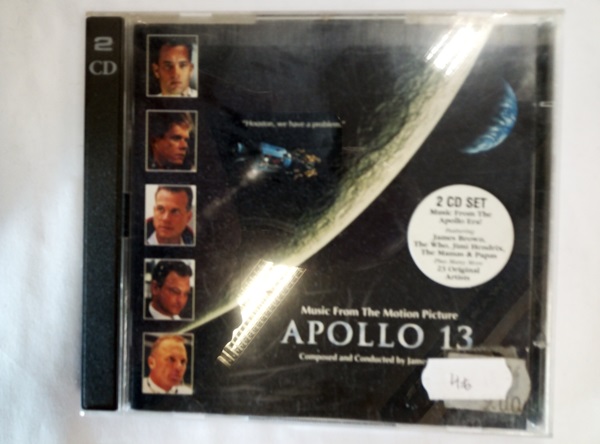 2
CD
"Houston, we have a problem."
2 CD SET
Music From The
Apollo Era!
Featuring
James Brown,
The Who, Jimi Hendrix,
The Mamas & Papas
Plus Many More
23 Original
Artists
Music From The Motion Picture
APOLLO 13
Composed and Conducted by